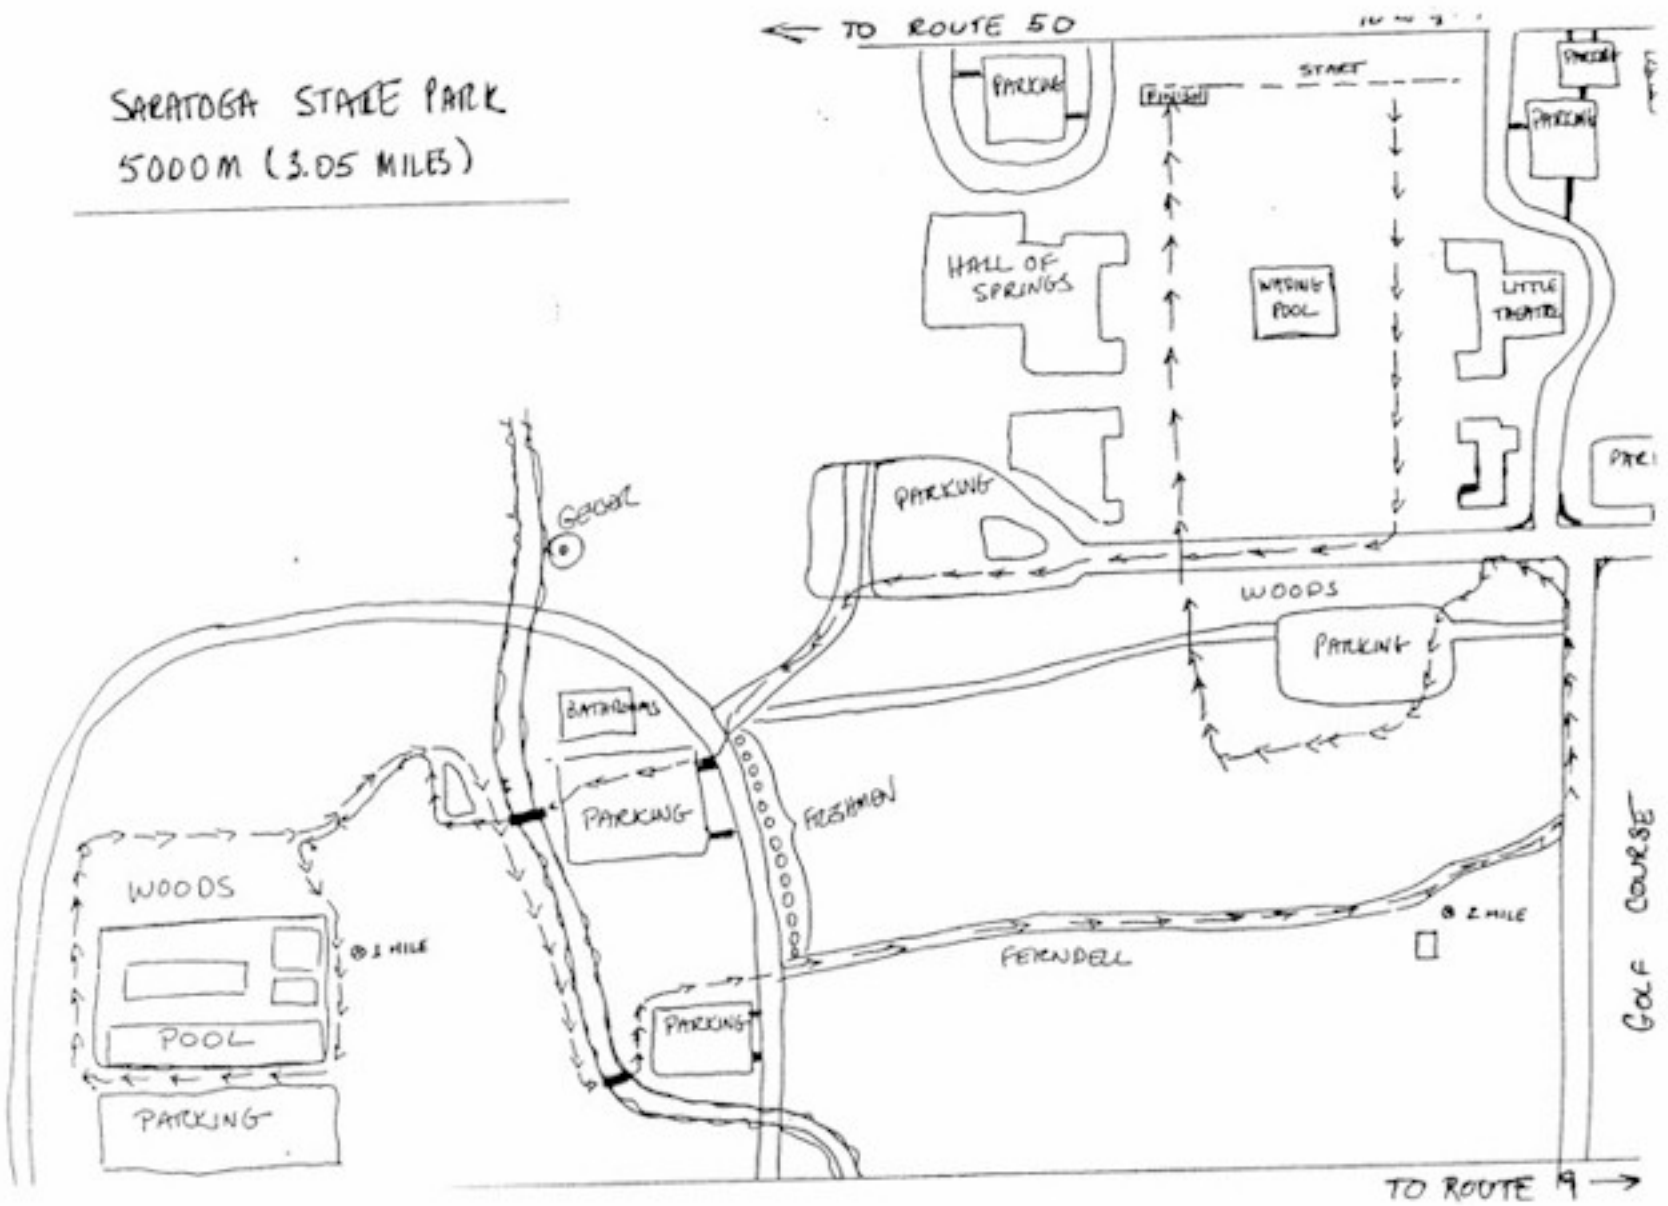 ← TO ROUTE 50
SARATOGA STATE PARK
5000M (3.05 MILES)
START
FINISH
PARKING
PARKING
PARKING
HALL OF
SPRINGS
WADING
POOL
LITTLE
THEATRE
PARKING
GEISER
WOODS
PARKING
BATHROOMS
PARKING
FRESHMEN
WOODS
1 MILE
2 MILE
FERNDELL
GOLF COURSE
POOL
PARKING
PARKING
TO ROUTE 9 →